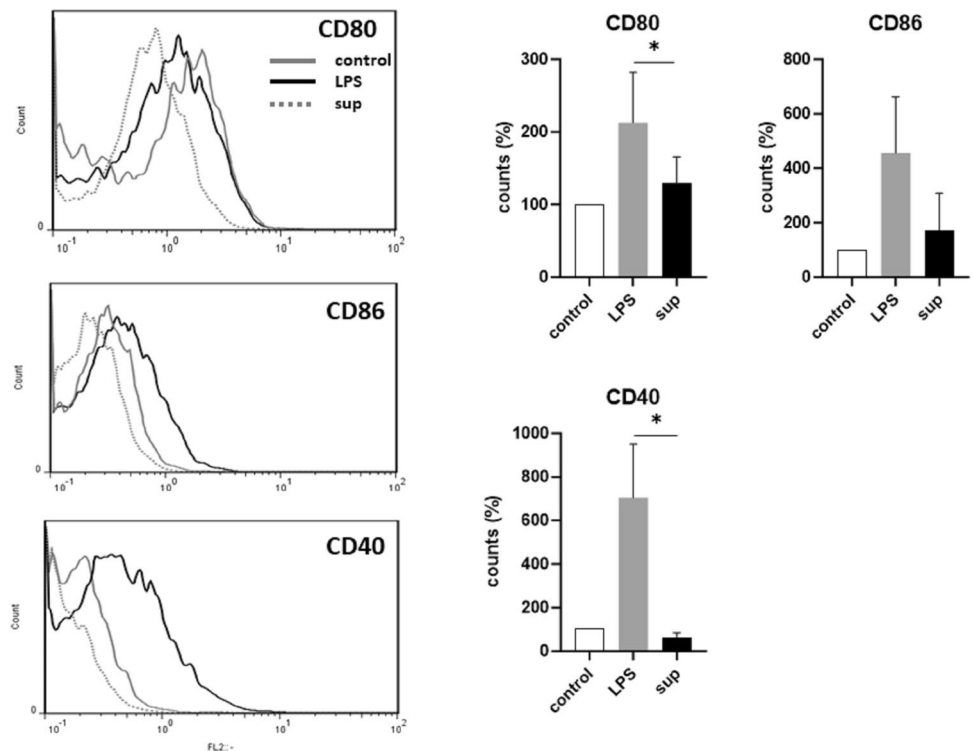 CD80
control
LPS
sup
Count
0
10^-1 10^0 10^1 10^2
CD86
Count
0
10^-1 10^0 10^1 10^2
CD40
Count
0
10^-1 10^0 10^1 10^2
FL2::-
CD80
*
counts (%)
300
200
100
0
control LPS sup
CD86
counts (%)
800
600
400
200
0
control LPS sup
CD40
*
counts (%)
1000
800
600
400
200
0
control LPS sup